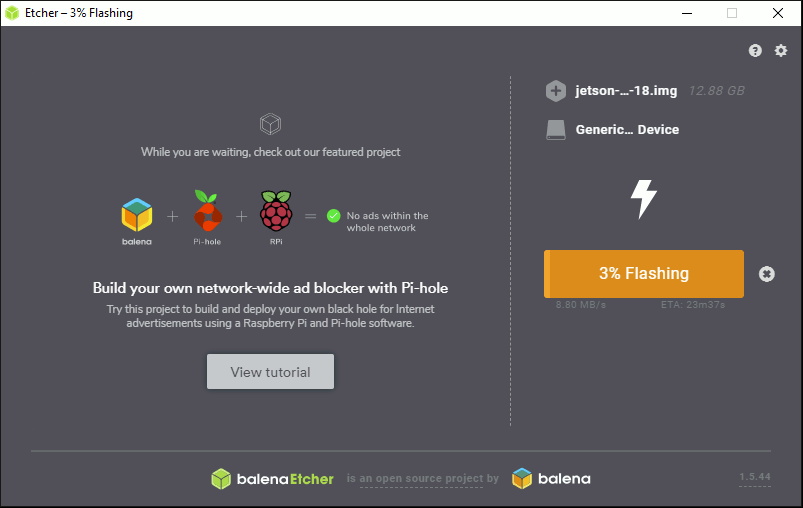 Etcher – 3% Flashing
While you are waiting, check out our featured project
balena
+
Pi-hole
+
RPi
=
No ads within the
whole network
Build your own network-wide ad blocker with Pi-hole
Try this project to build and deploy your own black hole for Internet
advertisements using a Raspberry Pi and Pi-hole software.
View tutorial
jetson-...-18.img 12.88 GB
Generic... Device
3% Flashing
8.80 MB/s ETA: 23m37s
balenaEtcher is an open source project by balena 1.5.44